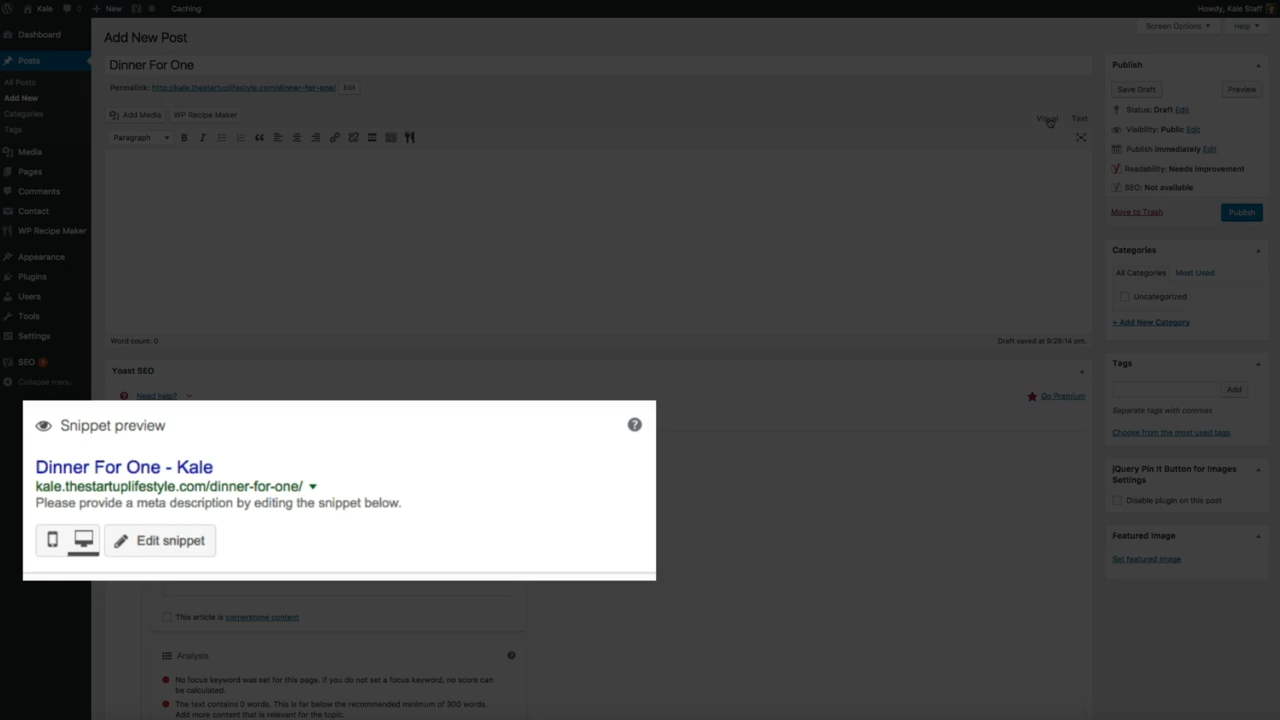 Kale
0
New
Caching
Howdy, Kale Staff
Screen Options
Help
Dashboard
Posts
All Posts
Add New
Categories
Tags
Media
Pages
Comments
Contact
WP Recipe Maker
Appearance
Plugins
Users
Tools
Settings
SEO
Collapse menu
Add New Post
Dinner For One
Permalink: http://kale.thestartuplifestyle.com/dinner-for-one/ Edit
Add Media
WP Recipe Maker
Visual
Text
Paragraph
B I
Word count: 0
Draft saved at 9:28:14 pm.
Yoast SEO
Need help?
Go Premium
Snippet preview
?
Dinner For One - Kale
kale.thestartuplifestyle.com/dinner-for-one/
Please provide a meta description by editing the snippet below.
Edit snippet
This article is cornerstone content
Analysis
?
No focus keyword was set for this page. If you do not set a focus keyword, no score can
be calculated.
The text contains 0 words. This is far below the recommended minimum of 300 words.
Add more content that is relevant for the topic.
Publish
Save Draft
Preview
Status: Draft Edit
Visibility: Public Edit
Publish immediately Edit
Readability: Needs improvement
SEO: Not available
Move to Trash
Publish
Categories
All Categories
Most Used
Uncategorized
+ Add New Category
Tags
Add
Separate tags with commas
Choose from the most used tags
jQuery Pin It Button for Images
Settings
Disable plugin on this post
Featured Image
Set featured image